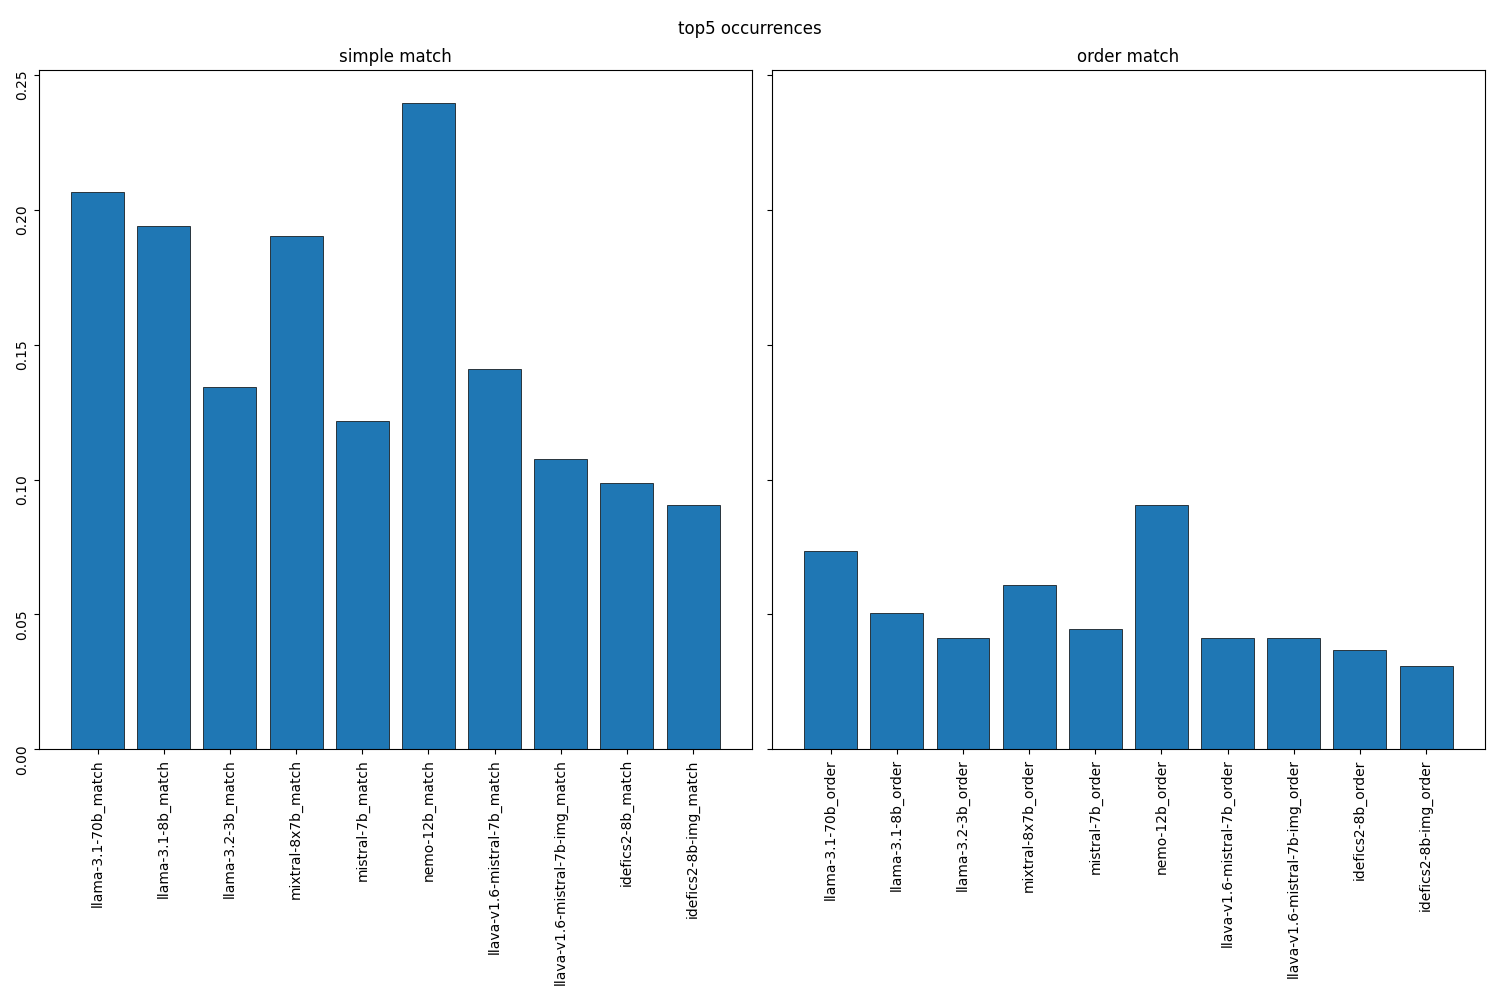 top5 occurrences
simple match
0.25
0.20
0.15
0.10
0.05
0.00
llama-3.1-70b_match
llama-3.1-8b_match
llama-3.2-3b_match
mixtral-8x7b_match
mistral-7b_match
nemo-12b_match
llava-v1.6-mistral-7b_match
llava-v1.6-mistral-7b-img_match
idefics2-8b_match
idefics2-8b-img_match
order match
llama-3.1-70b_order
llama-3.1-8b_order
llama-3.2-3b_order
mixtral-8x7b_order
mistral-7b_order
nemo-12b_order
llava-v1.6-mistral-7b_order
llava-v1.6-mistral-7b-img_order
idefics2-8b_order
idefics2-8b-img_order